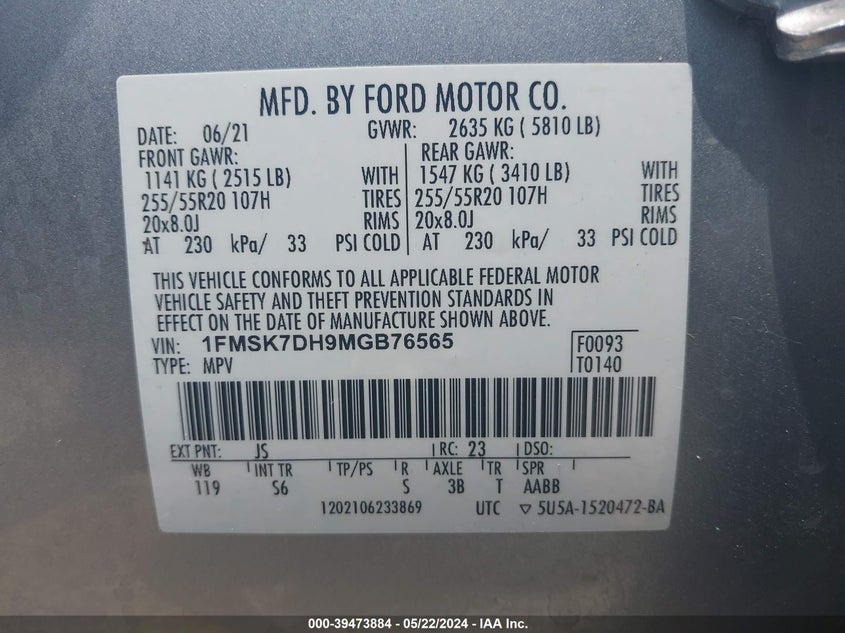 MFD. BY FORD MOTOR CO.
DATE: 06/21 GVWR: 2635 KG ( 5810 LB)
FRONT GAWR: REAR GAWR:
1141 KG ( 2515 LB) WITH 1547 KG ( 3410 LB) WITH
255/55R20 107H TIRES 255/55R20 107H TIRES
20x8.0J RIMS 20x8.0J RIMS
AT 230 kPa/ 33 PSI COLD AT 230 kPa/ 33 PSI COLD
THIS VEHICLE CONFORMS TO ALL APPLICABLE FEDERAL MOTOR
VEHICLE SAFETY AND THEFT PREVENTION STANDARDS IN
EFFECT ON THE DATE OF MANUFACTURE SHOWN ABOVE.
VIN: 1FMSK7DH9MGB76565 F0093
TYPE: MPV T0140
EXT PNT: JS RC: 23 DSO:
WB INT TR TP/PS R AXLE TR SPR
119 S6 S 3B T AABB
1202106233869 UTC ▽ 5U5A-1520472-BA
000-39473884 - 05/22/2024 - IAA Inc.